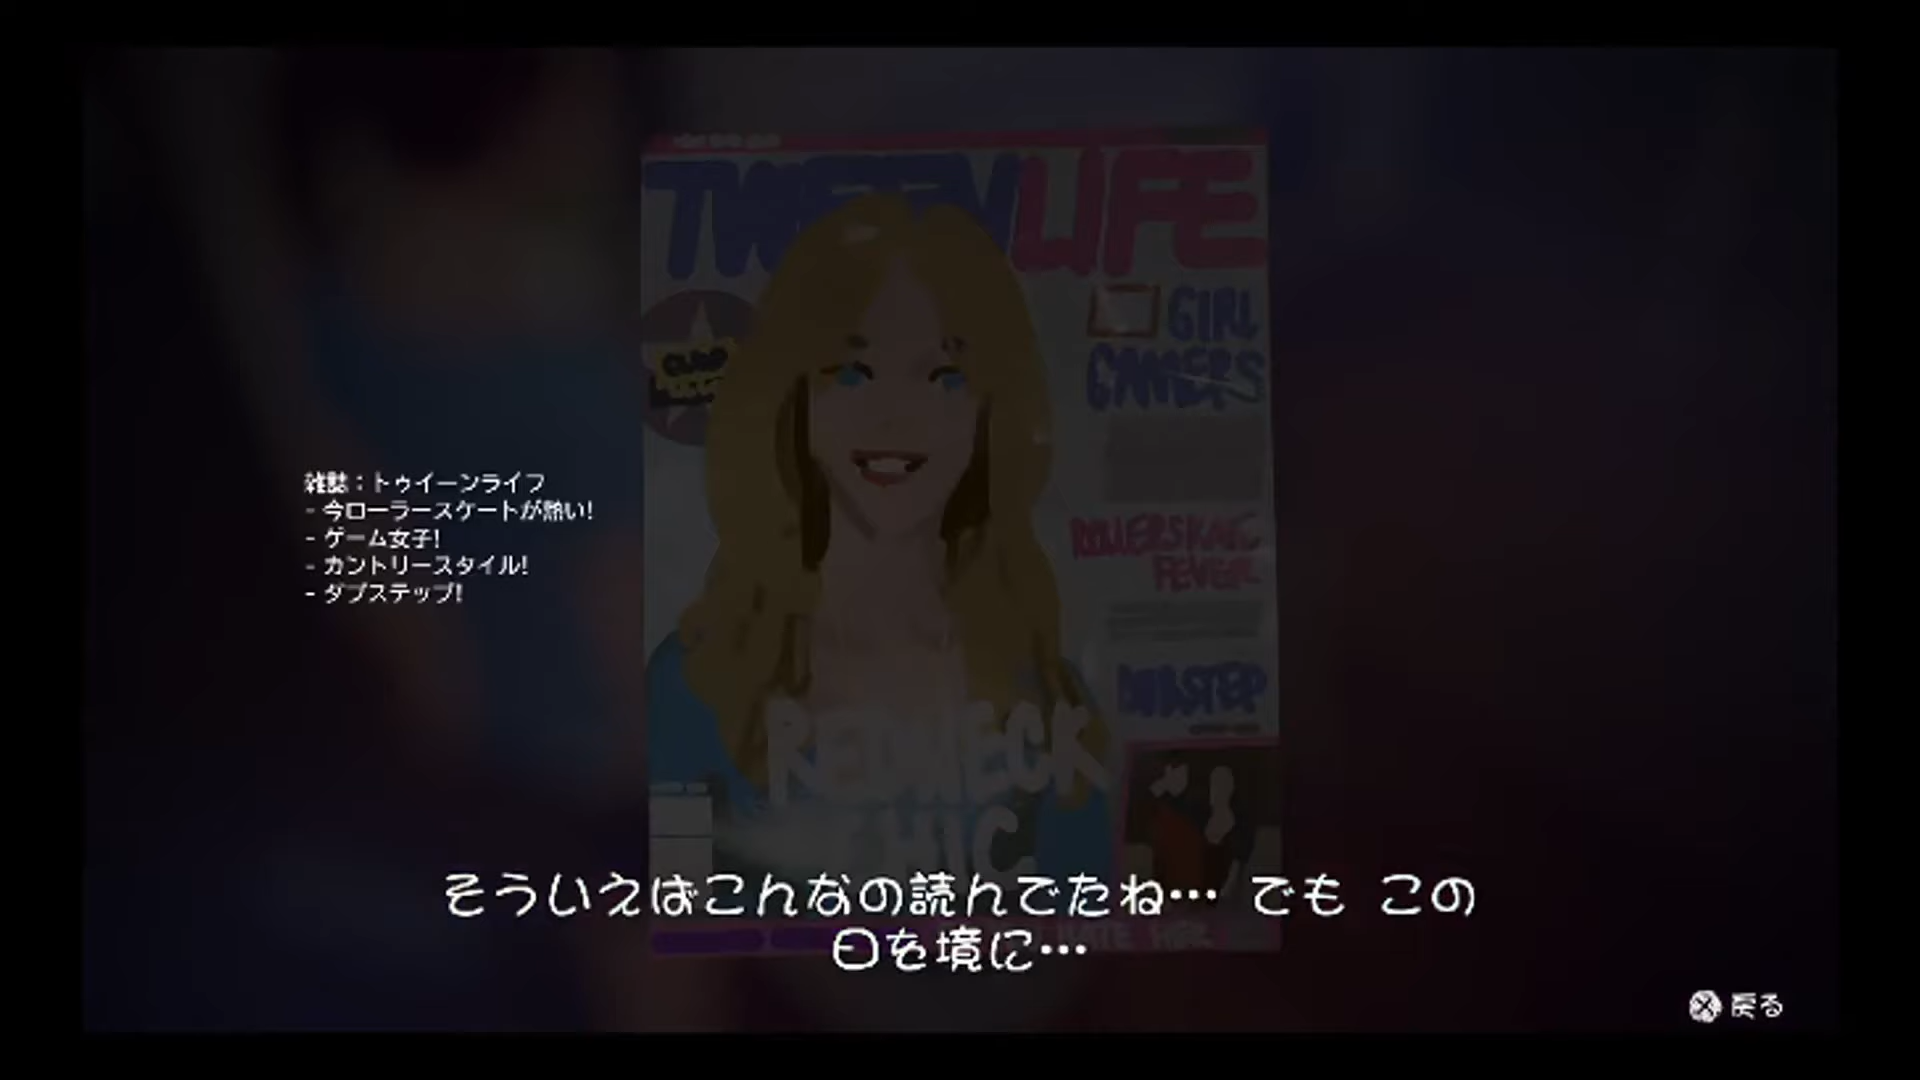 TWEEN LIFE
GIRL
GAMERS
雑誌：トゥイーンライフ
- 今ローラースケートが熱い!
- ゲーム女子!
- カントリースタイル!
- ダブステップ!
ROLLERSKATE
FEVER
DUBSTEP
REDNECK
CHIC
そういえばこんなの読んでたね… でも この
日を境に…
戻る